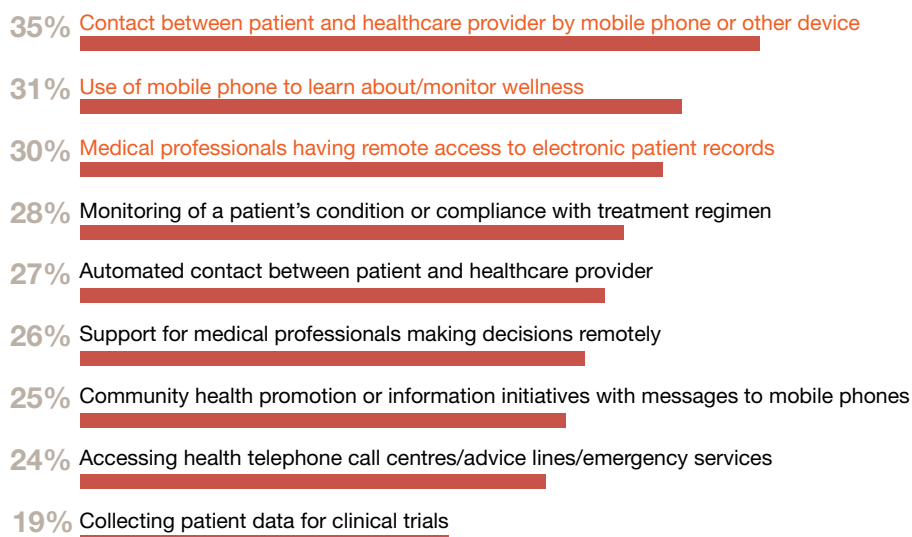 35% Contact between patient and healthcare provider by mobile phone or other device
31% Use of mobile phone to learn about/monitor wellness
30% Medical professionals having remote access to electronic patient records
28% Monitoring of a patient’s condition or compliance with treatment regimen
27% Automated contact between patient and healthcare provider
26% Support for medical professionals making decisions remotely
25% Community health promotion or information initiatives with messages to mobile phones
24% Accessing health telephone call centres/advice lines/emergency services
19% Collecting patient data for clinical trials